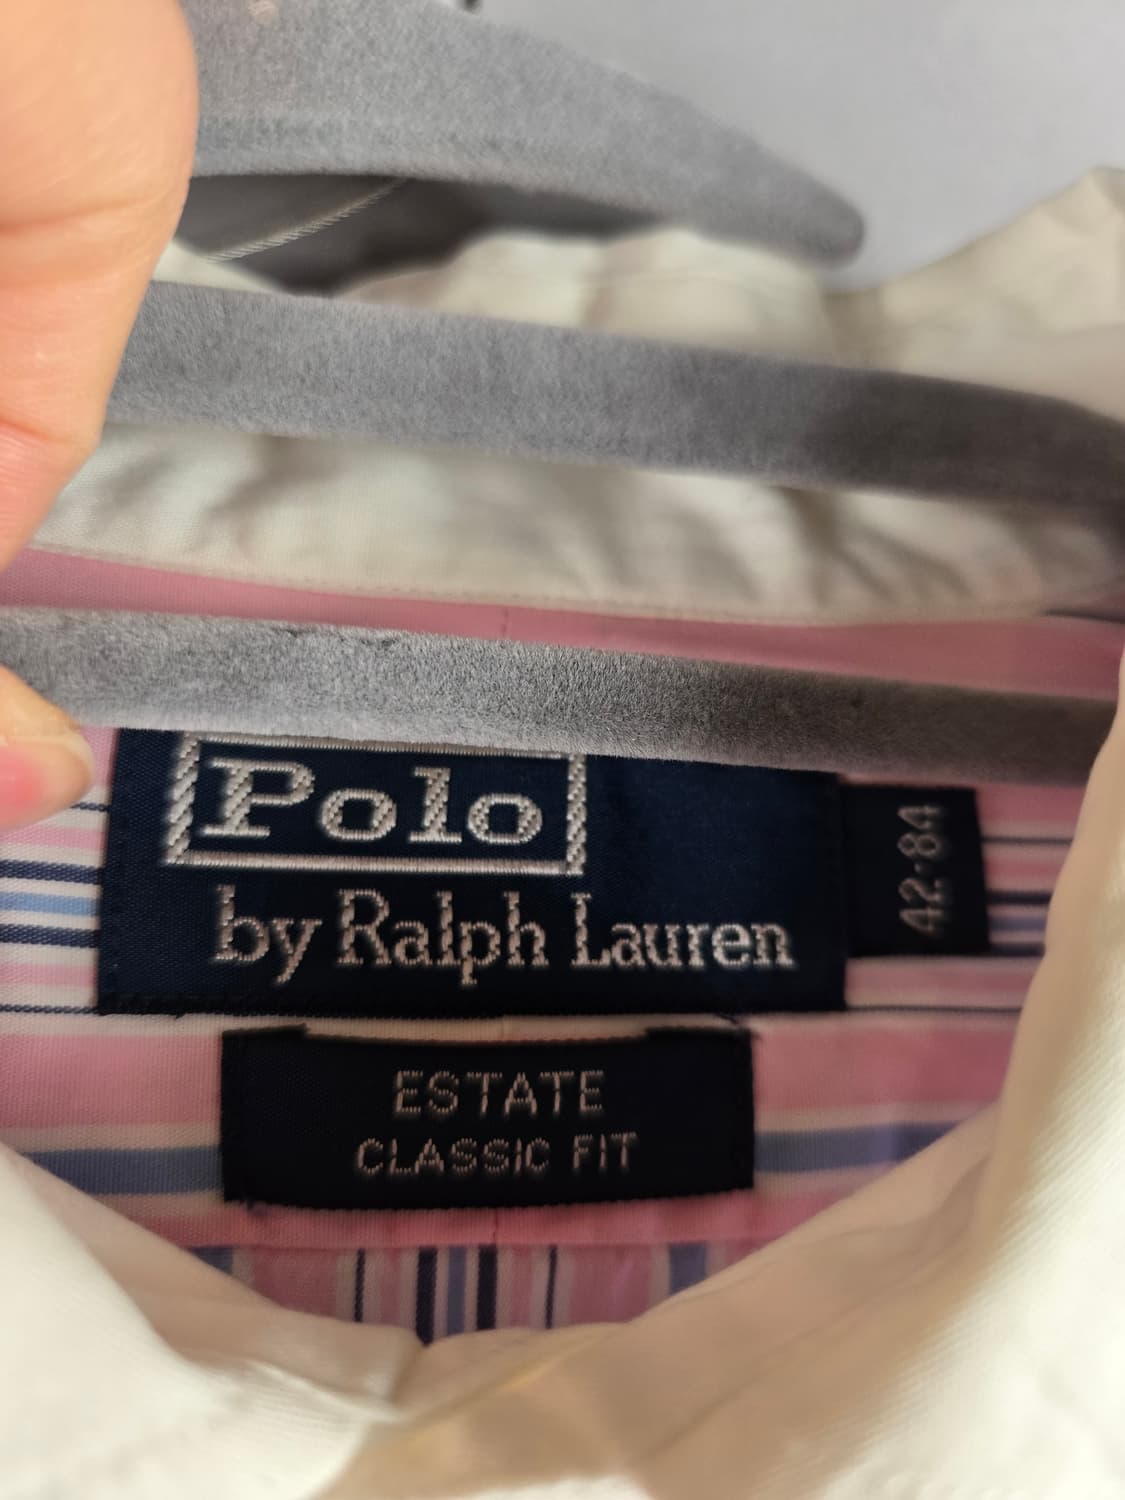 Polo
by Ralph Lauren
42·84
ESTATE
CLASSIC FIT